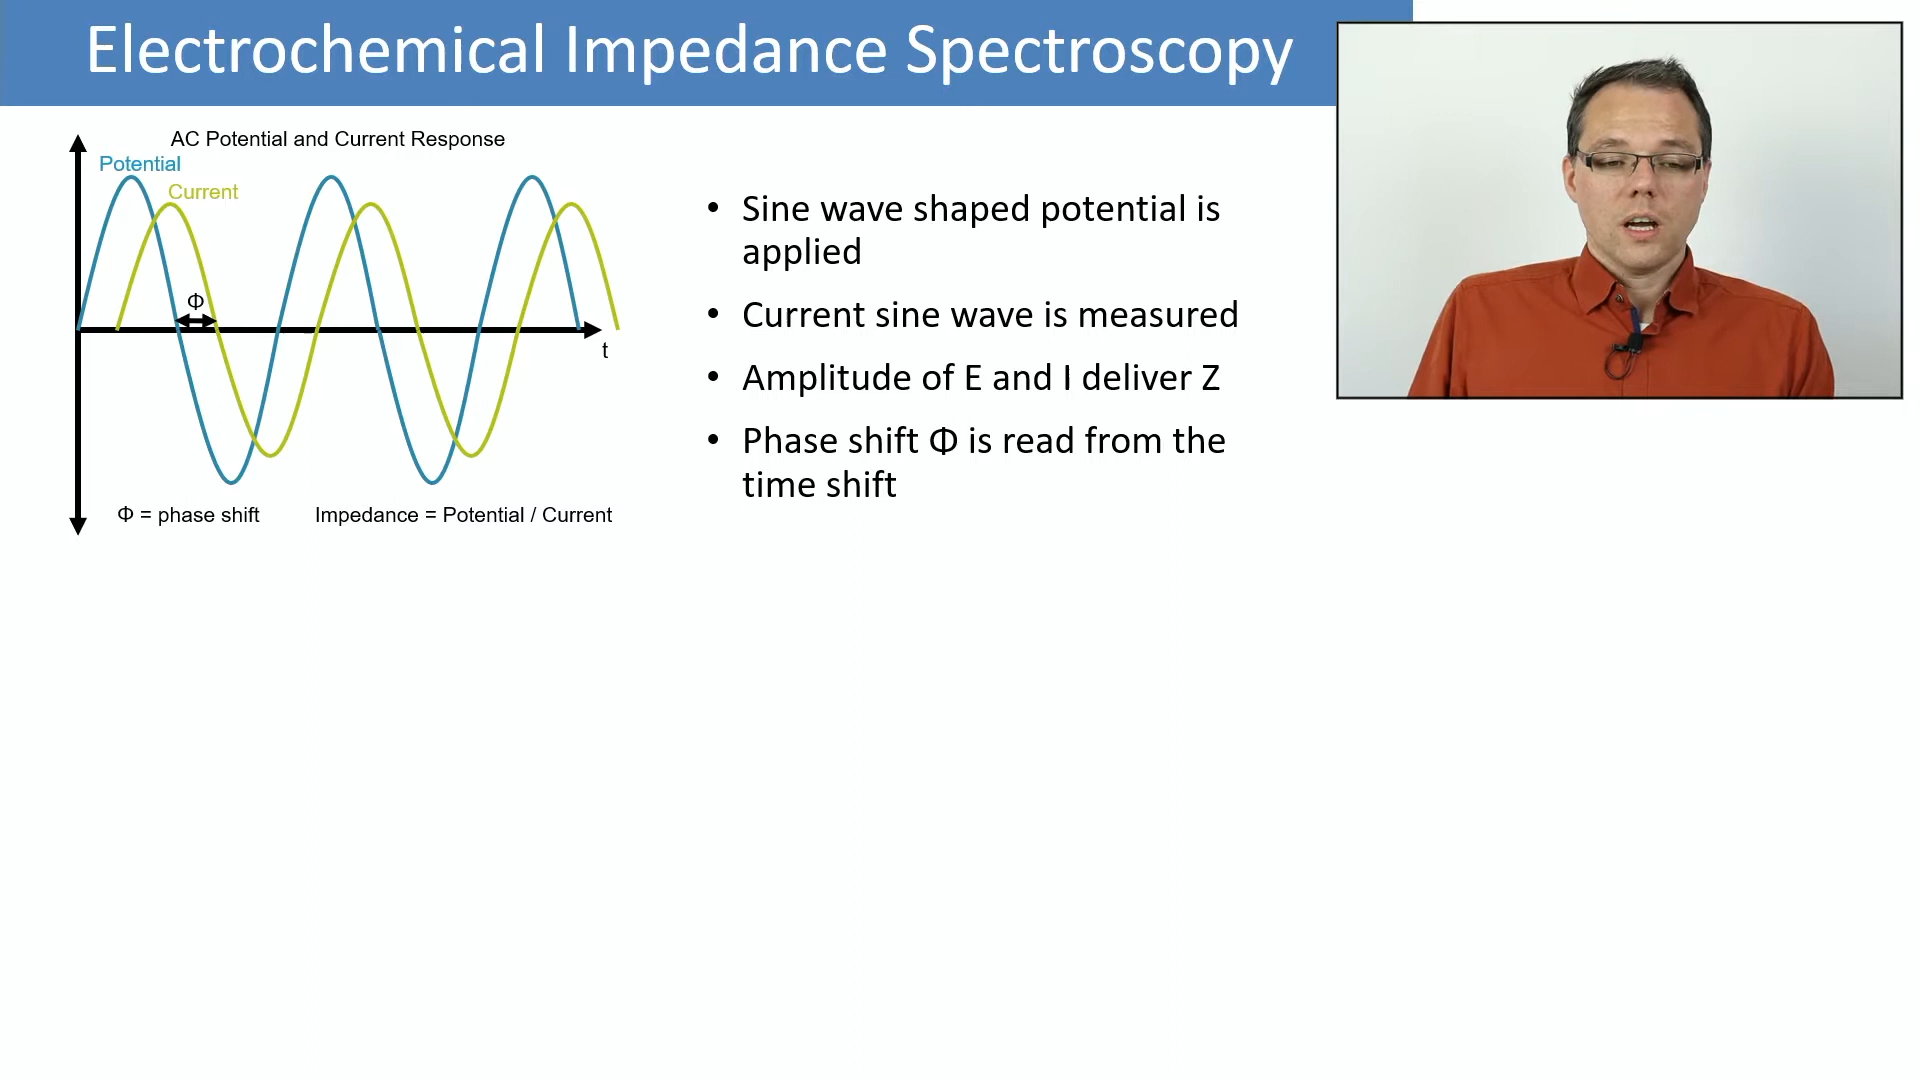 Electrochemical Impedance Spectroscopy
AC Potential and Current Response
Potential
Current
Φ
t
Φ = phase shift
Impedance = Potential / Current
• Sine wave shaped potential is
applied
• Current sine wave is measured
• Amplitude of E and I deliver Z
• Phase shift Φ is read from the
time shift